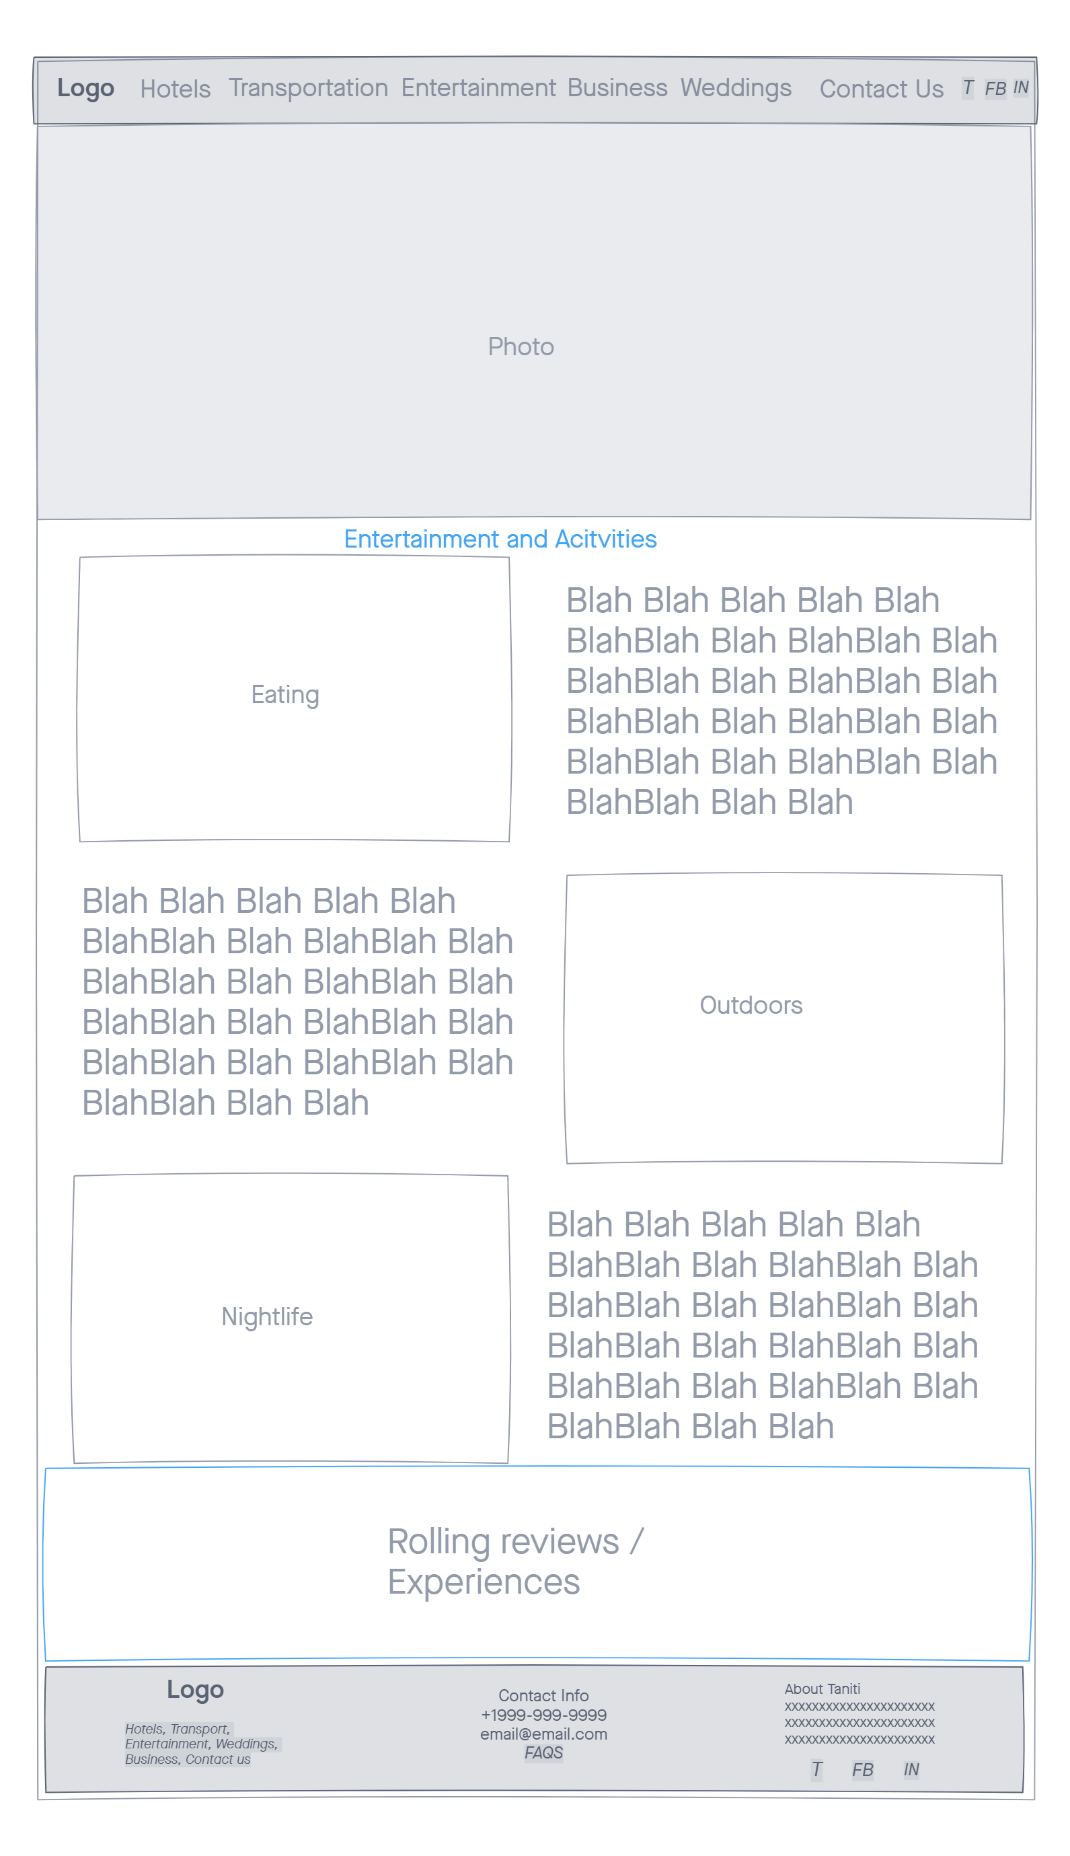 Logo Hotels Transportation Entertainment Business Weddings Contact Us T FB IN
Photo
Entertainment and Acitvities
Eating
Blah Blah Blah Blah Blah
BlahBlah Blah BlahBlah Blah
BlahBlah Blah BlahBlah Blah
BlahBlah Blah BlahBlah Blah
BlahBlah Blah BlahBlah Blah
BlahBlah Blah Blah
Blah Blah Blah Blah Blah
BlahBlah Blah BlahBlah Blah
BlahBlah Blah BlahBlah Blah
BlahBlah Blah BlahBlah Blah
BlahBlah Blah BlahBlah Blah
BlahBlah Blah Blah
Outdoors
Nightlife
Blah Blah Blah Blah Blah
BlahBlah Blah BlahBlah Blah
BlahBlah Blah BlahBlah Blah
BlahBlah Blah BlahBlah Blah
BlahBlah Blah BlahBlah Blah
BlahBlah Blah Blah
Rolling reviews /
Experiences
Logo
Hotels, Transport,
Entertainment, Weddings,
Business, Contact us
Contact Info
+1999-999-9999
email@email.com
FAQS
About Taniti
xxxxxxxxxxxxxxxxxxxxxx
xxxxxxxxxxxxxxxxxxxxxx
xxxxxxxxxxxxxxxxxxxxxx
T FB IN